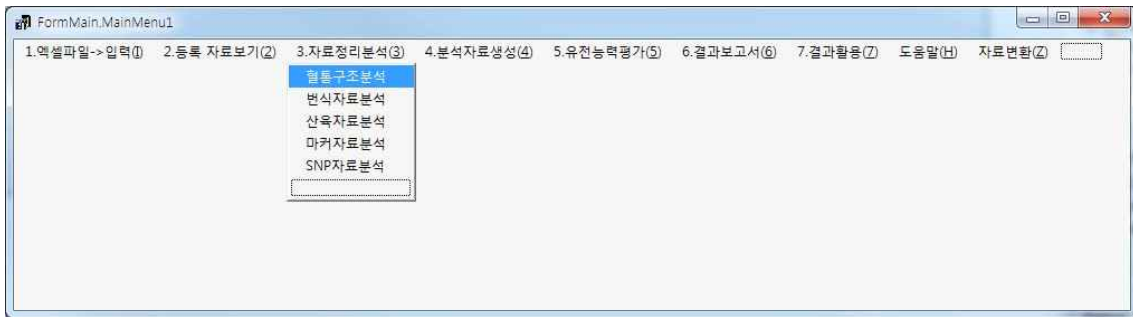 FormMain.MainMenu1
1.엑셀파일->입력(I) 2.등록 자료보기(2) 3.자료정리분석(3) 4.분석자료생성(4) 5.유전능력평가(5) 6.결과보고서(6) 7.결과활용(7) 도움말(H) 자료변환(Z)
혈통구조분석
번식자료분석
산육자료분석
마커자료분석
SNP자료분석